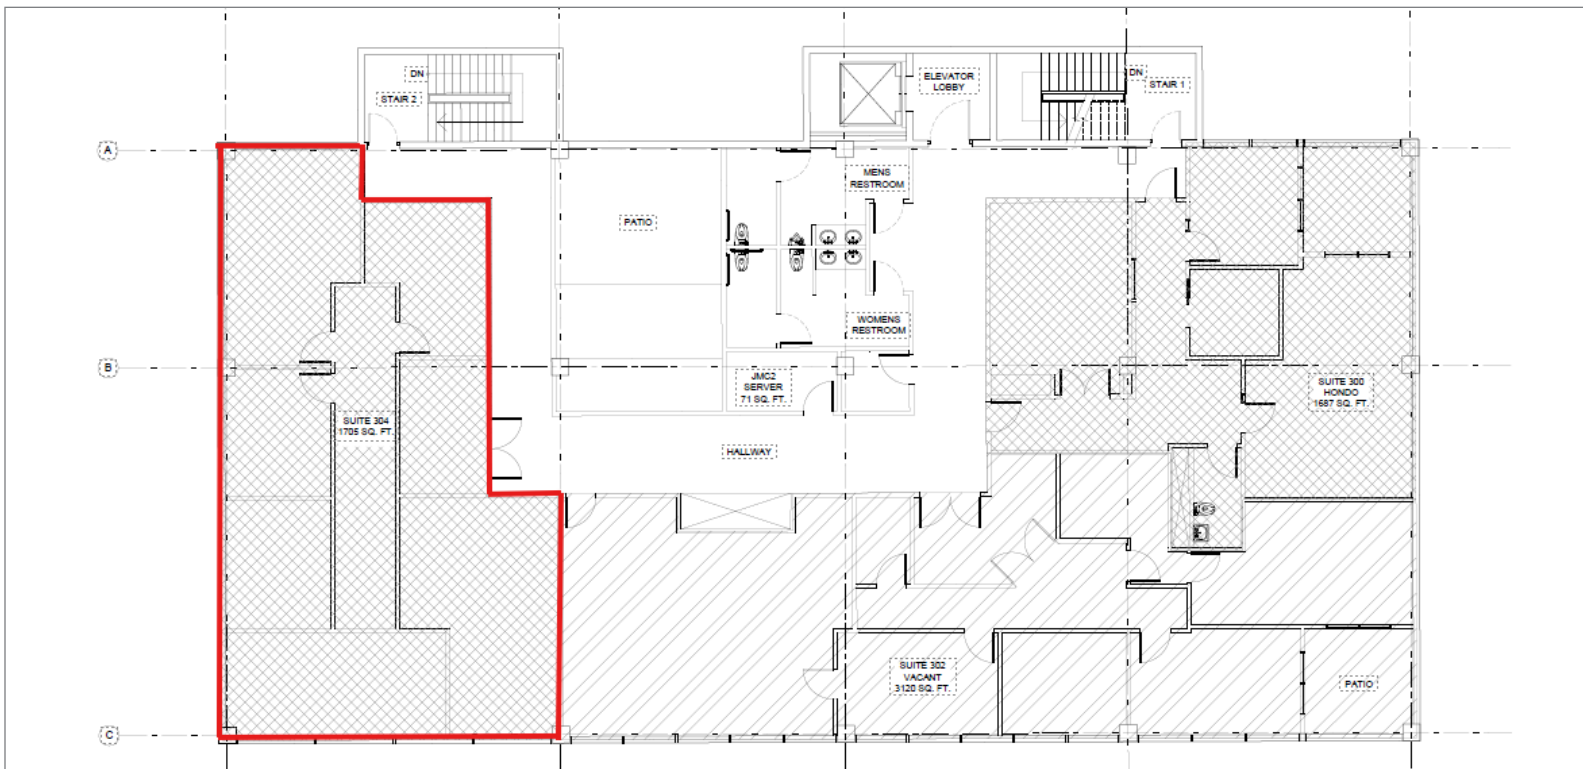 DN
STAIR 2
ELEVATOR
LOBBY
DN
STAIR 1
A
MENS
RESTROOM
PATIO
WOMENS
RESTROOM
B
JMC2
SERVER
71 SQ. FT.
SUITE 300
HONDO
1687 SQ. FT.
SUITE 304
1705 SQ. FT.
HALLWAY
SUITE 302
VACANT
3120 SQ. FT.
PATIO
C